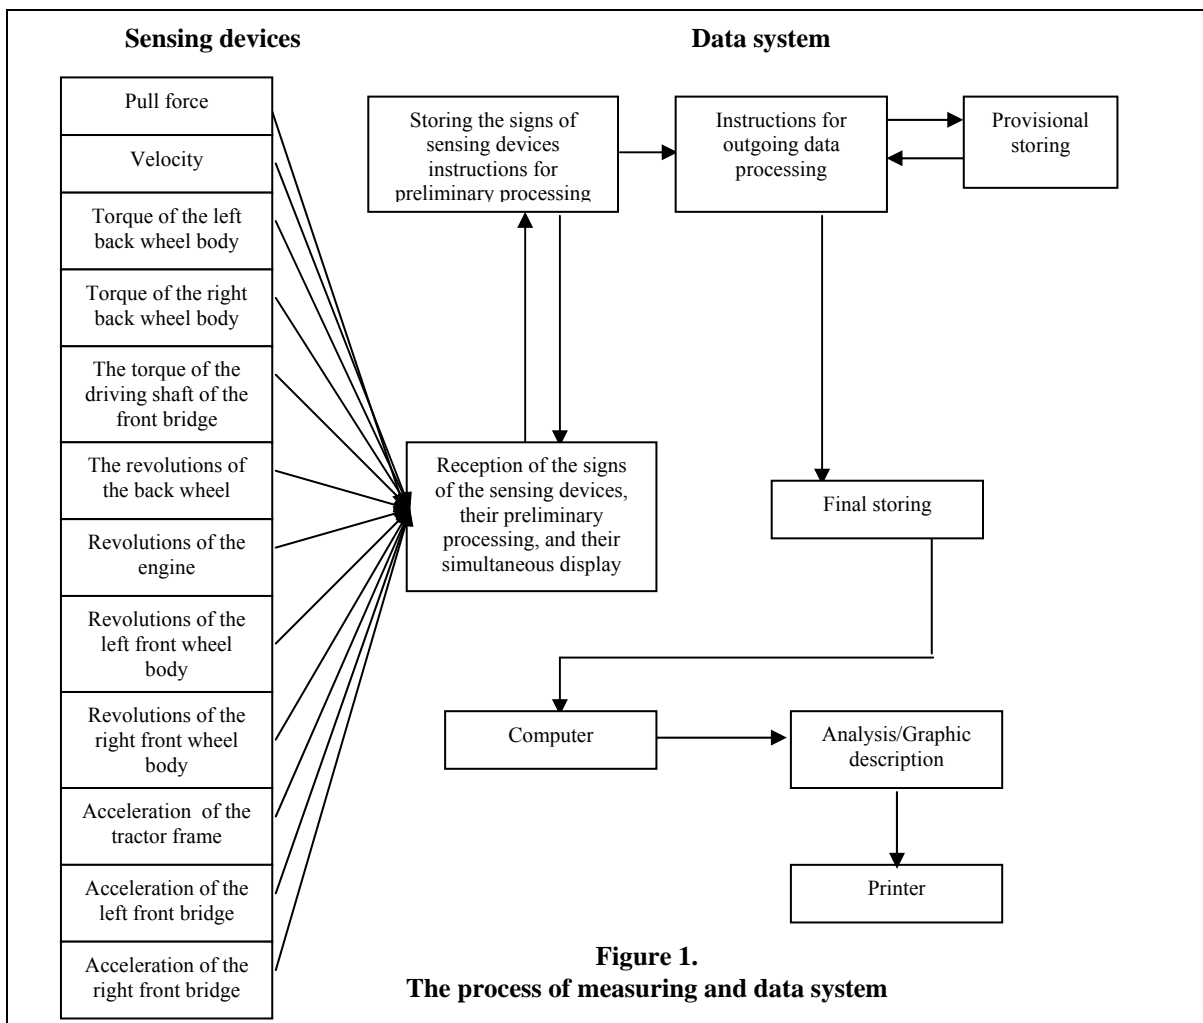 Sensing devices
Data system
Pull force
Velocity
Torque of the left
back wheel body
Torque of the right
back wheel body
The torque of the
driving shaft of the
front bridge
The revolutions of
the back wheel
Revolutions of the
engine
Revolutions of the
left front wheel
body
Revolutions of the
right front wheel
body
Acceleration of the
tractor frame
Acceleration of the
left front bridge
Acceleration of the
right front bridge
Storing the signs of
sensing devices
instructions for
preliminary processing
Instructions for
outgoing data
processing
Provisional
storing
Reception of the signs
of the sensing devices,
their preliminary
processing, and their
simultaneous display
Final storing
Computer
Analysis/Graphic
description
Printer
Figure 1.
The process of measuring and data system